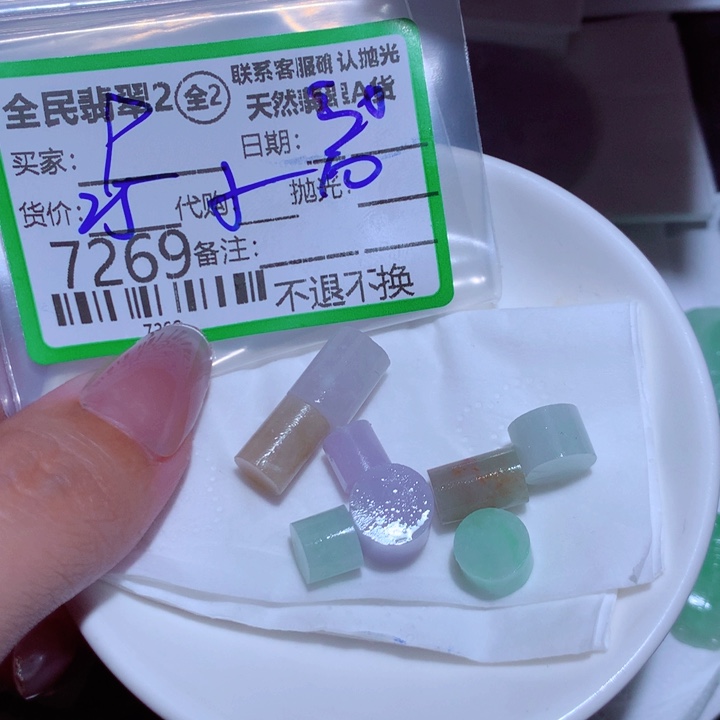 联系客服确认抛光
全民翡翠2 全2 天然翡翠A货
P 50
买家: 日期:
货价: 代购 抛光: 50
7269 备注:
不退不换